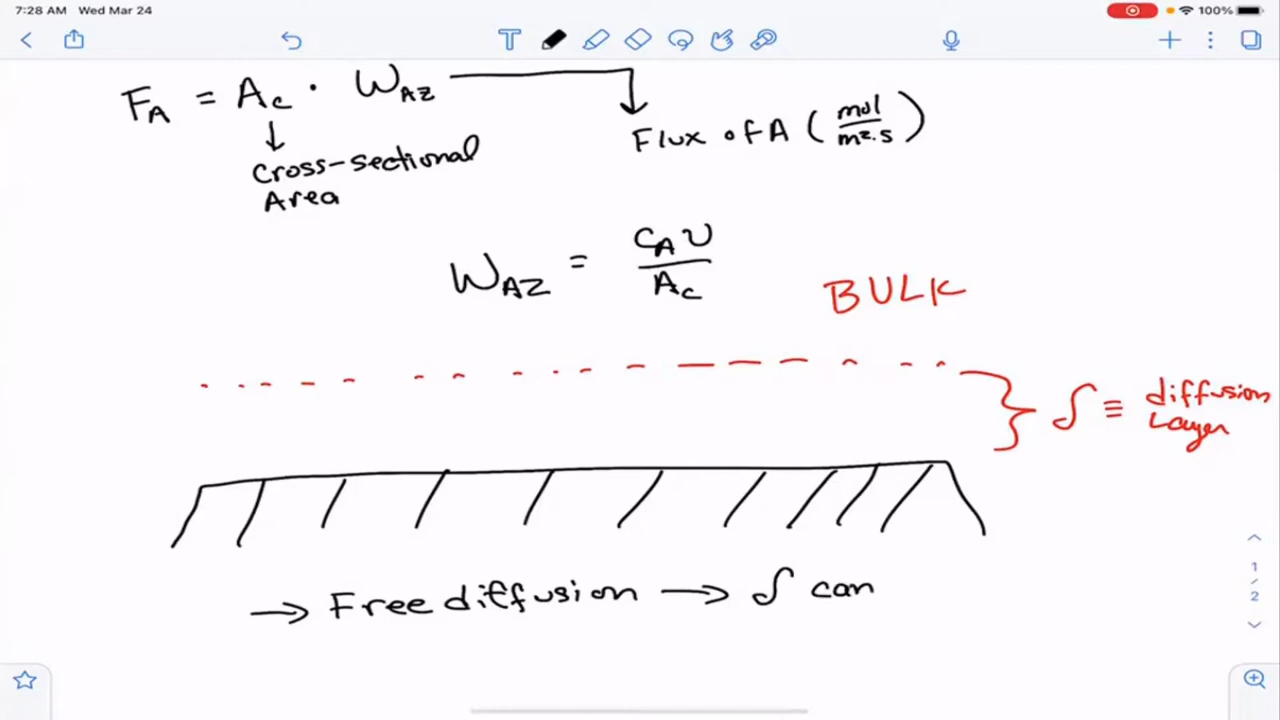 7:28 AM Wed Mar 24
100%
F_A = A_C · W_AZ
Flux of A (mol/m²·s)
Cross-sectional
Area
W_AZ = C_A υ / A_C
BULK
δ ≡ diffusion
Layer
→ Free diffusion → δ can
1
/
2